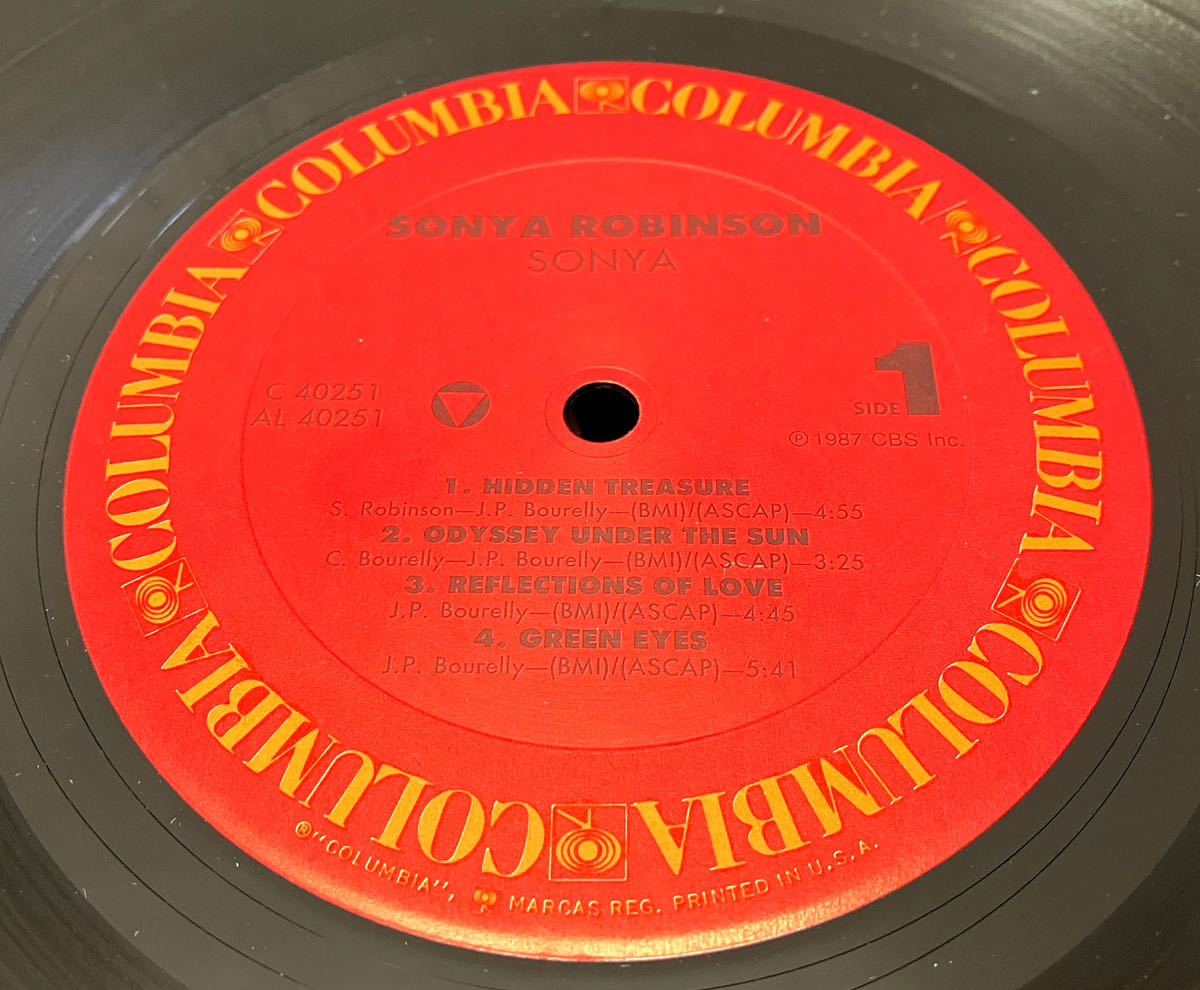 COLUMBIA COLUMBIA COLUMBIA COLUMBIA COLUMBIA COLUMBIA
SONYA ROBINSON
SONYA
C 40251
AL 40251
SIDE 1
℗ 1987 CBS Inc.
1. HIDDEN TREASURE
S. Robinson—J.P. Bourelly—(BMI)/(ASCAP)—4:55
2. ODYSSEY UNDER THE SUN
C. Bourelly—J.P. Bourelly—(BMI)/(ASCAP)—3:25
3. REFLECTIONS OF LOVE
J.P. Bourelly—(BMI)/(ASCAP)—4:45
4. GREEN EYES
J.P. Bourelly—(BMI)/(ASCAP)—5:41
®"COLUMBIA", MARCAS REG. PRINTED IN U.S.A.